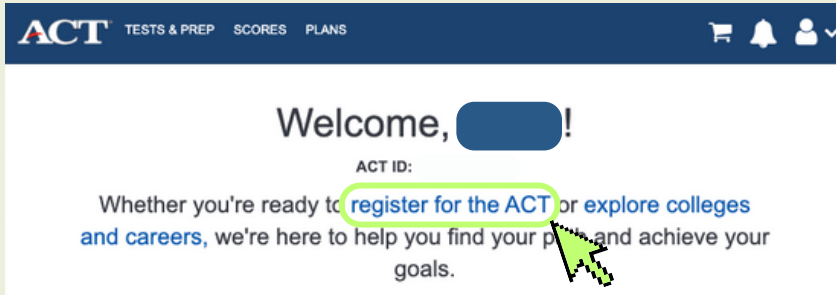 ACT TESTS & PREP SCORES PLANS
Welcome, !
ACT ID:
Whether you're ready to register for the ACT or explore colleges
and careers, we're here to help you find your path and achieve your
goals.